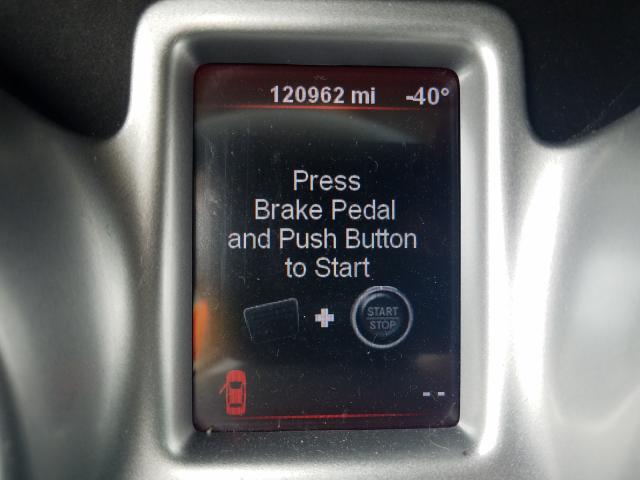 120962 mi -40°
Press
Brake Pedal
and Push Button
to Start
+
START
STOP
--